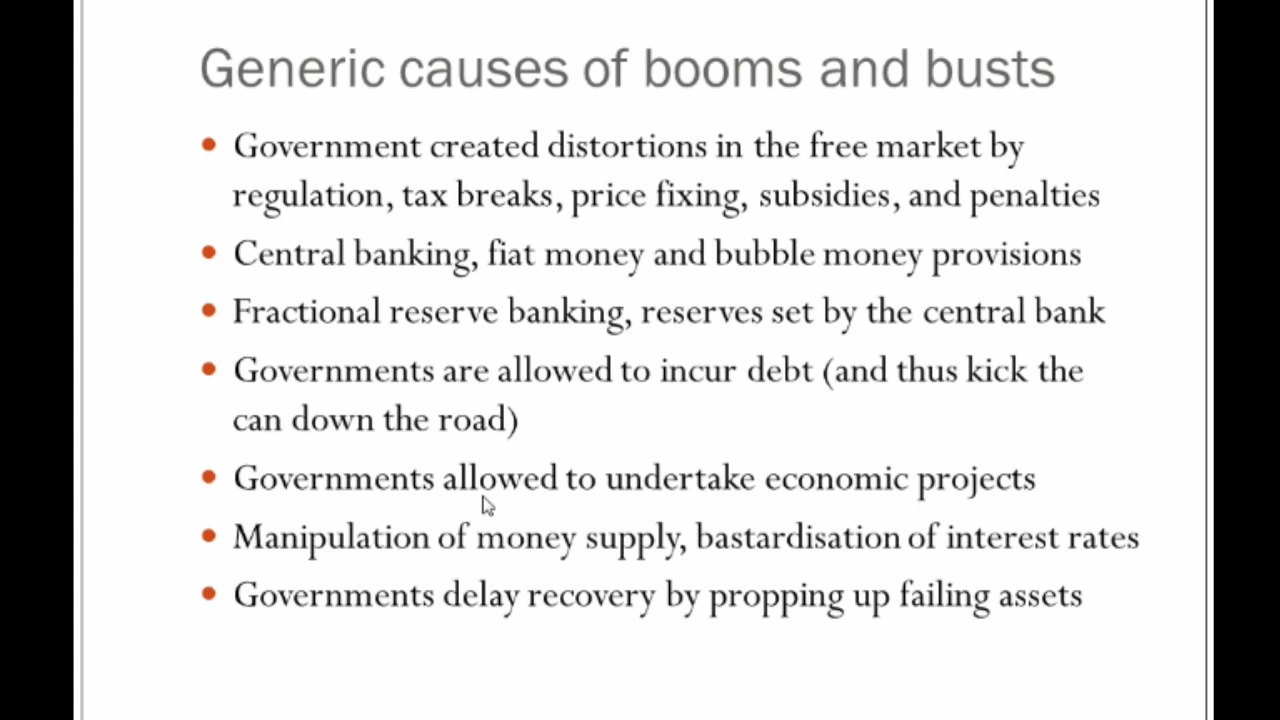 Generic causes of booms and busts
• Government created distortions in the free market by
regulation, tax breaks, price fixing, subsidies, and penalties
• Central banking, fiat money and bubble money provisions
• Fractional reserve banking, reserves set by the central bank
• Governments are allowed to incur debt (and thus kick the
can down the road)
• Governments allowed to undertake economic projects
• Manipulation of money supply, bastardisation of interest rates
• Governments delay recovery by propping up failing assets